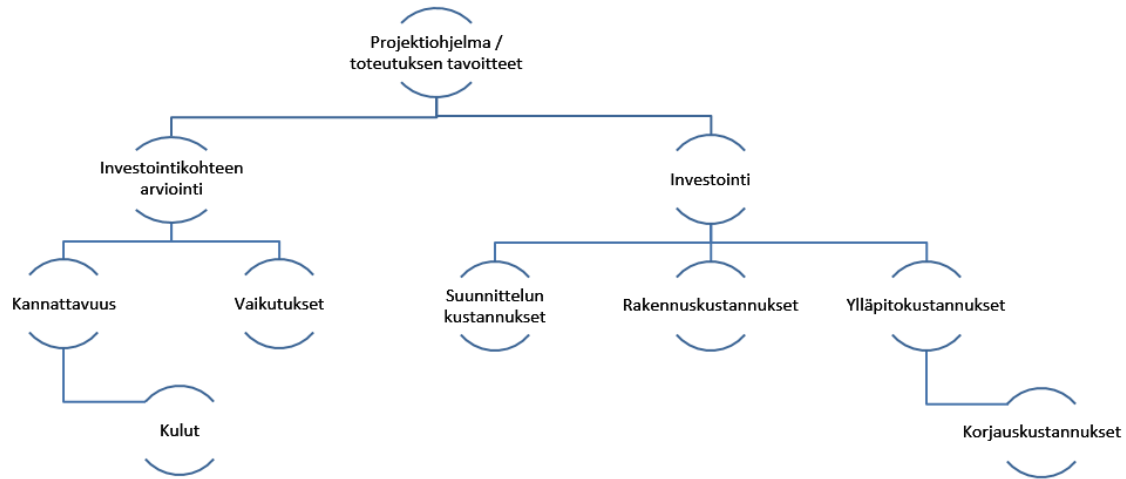 Projektiohjelma /
toteutuksen tavoitteet
Investointikohteen
arviointi
Investointi
Kannattavuus
Vaikutukset
Suunnittelun
kustannukset
Rakennuskustannukset
Ylläpitokustannukset
Kulut
Korjauskustannukset